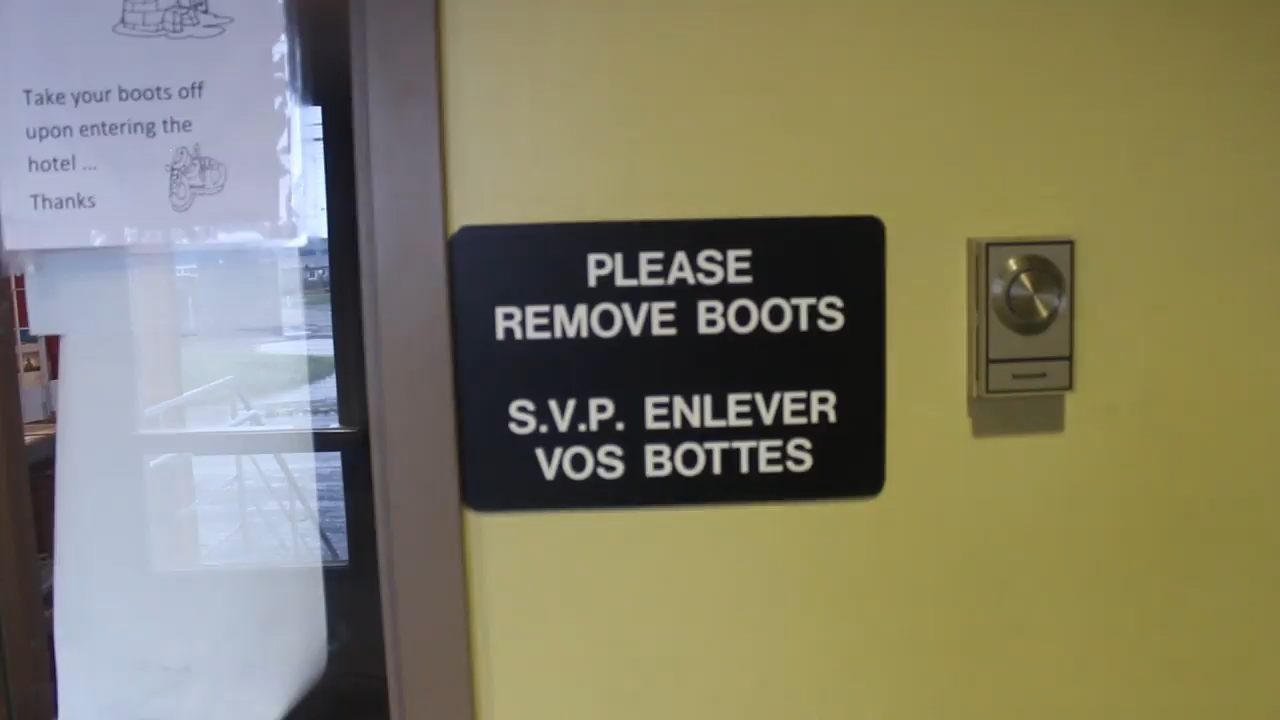 Take your boots off
upon entering the
hotel ...
Thanks
PLEASE
REMOVE BOOTS
S.V.P. ENLEVER
VOS BOTTES